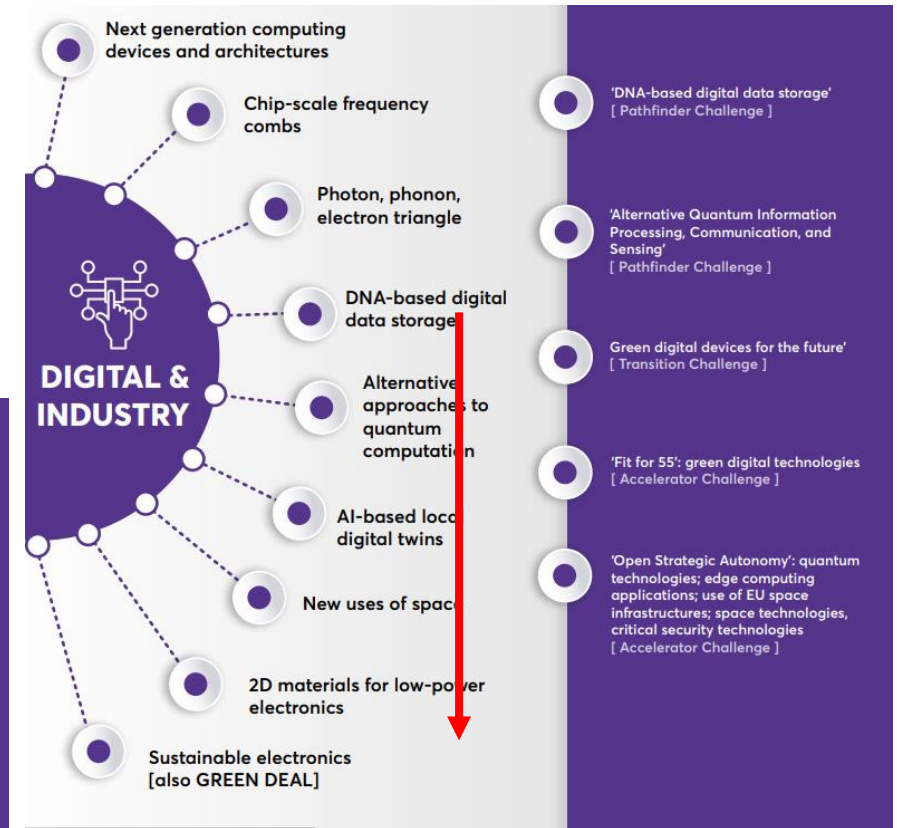 Next generation computing
devices and architectures
Chip-scale frequency
combs
Photon, phonon,
electron triangle
DNA-based digital
data storage
Alternative
approaches to
quantum
computation
AI-based local
digital twins
New uses of space
2D materials for low-power
electronics
Sustainable electronics
[also GREEN DEAL]
DIGITAL &
INDUSTRY
'DNA-based digital data storage'
[ Pathfinder Challenge ]
'Alternative Quantum Information
Processing, Communication, and
Sensing'
[ Pathfinder Challenge ]
Green digital devices for the future'
[ Transition Challenge ]
'Fit for 55': green digital technologies
[ Accelerator Challenge ]
'Open Strategic Autonomy': quantum
technologies; edge computing
applications; use of EU space
infrastructures; space technologies,
critical security technologies
[ Accelerator Challenge ]